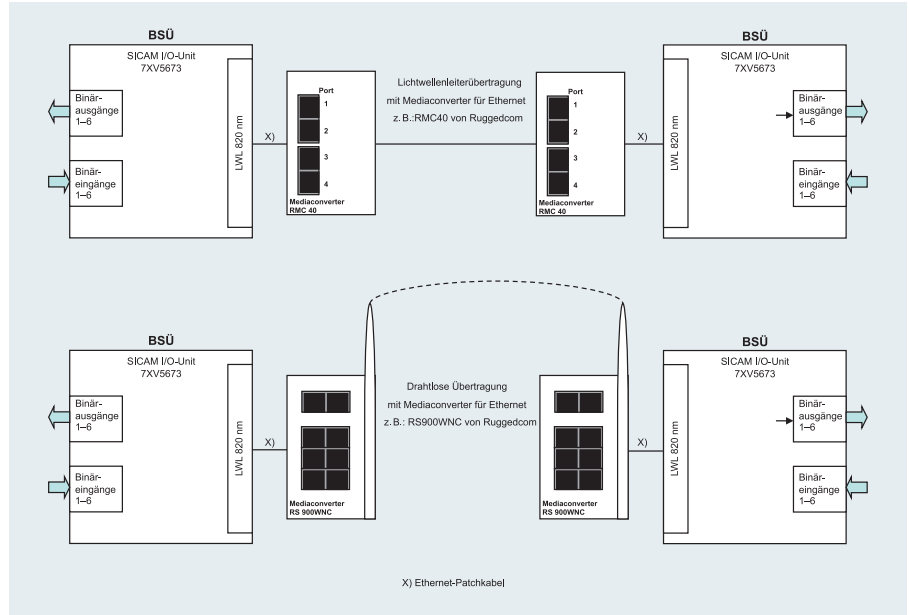 BSÜ
SICAM I/O-Unit
7XV5673
Binär-
ausgänge
1–6
Binär-
eingänge
1–6
LWL 820 nm
X)
Port
1
2
3
4
Mediaconverter
RMC 40
Lichtwellenleiterübertragung
mit Mediaconverter für Ethernet
z. B.:RMC40 von Ruggedcom
Port
1
2
3
4
Mediaconverter
RMC 40
X)
BSÜ
SICAM I/O-Unit
7XV5673
LWL 820 nm
Binär-
ausgänge
1–6
Binär-
eingänge
1–6
BSÜ
SICAM I/O-Unit
7XV5673
Binär-
ausgänge
1–6
Binär-
eingänge
1–6
LWL 820 nm
X)
Mediaconverter
RS 900WNC
Drahtlose Übertragung
mit Mediaconverter für Ethernet
z. B.: RS900WNC von Ruggedcom
Mediaconverter
RS 900WNC
X)
BSÜ
SICAM I/O-Unit
7XV5673
LWL 820 nm
Binär-
ausgänge
1–6
Binär-
eingänge
1–6
X) Ethernet-Patchkabel